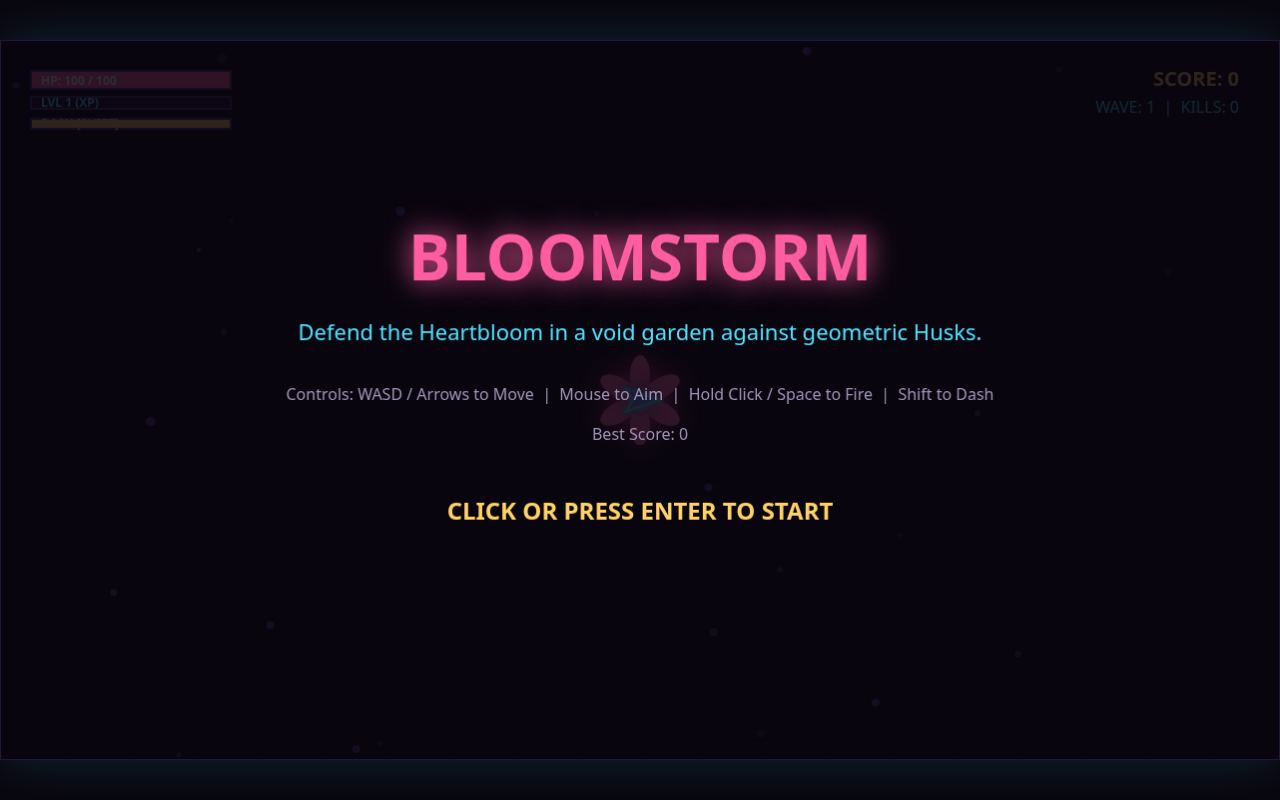 HP: 100 / 100
LVL 1 (XP)
SCORE: 0
WAVE: 1 | KILLS: 0
BLOOMSTORM
Defend the Heartbloom in a void garden against geometric Husks.
Controls: WASD / Arrows to Move | Mouse to Aim | Hold Click / Space to Fire | Shift to Dash
Best Score: 0
CLICK OR PRESS ENTER TO START